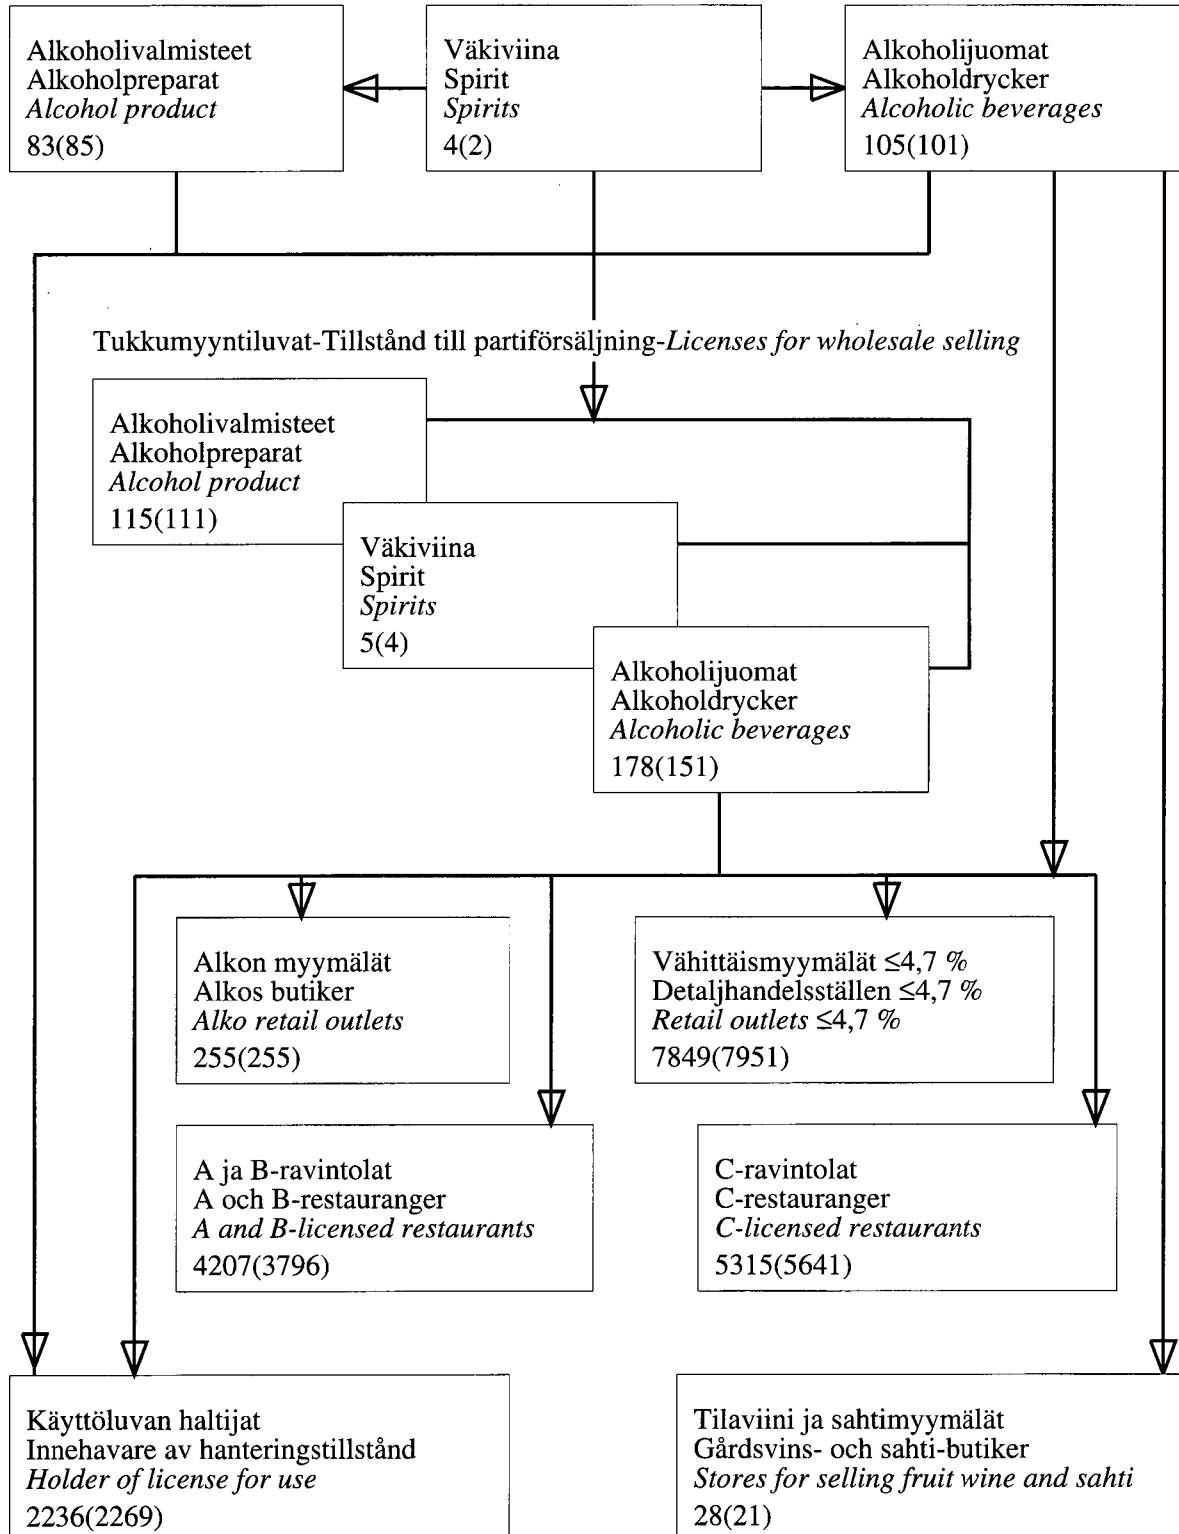 Alkoholivalmisteet
Alkoholpreparat
Alcohol product
83(85)
Väkiviina
Spirit
Spirits
4(2)
Alkoholijuomat
Alkoholdrycker
Alcoholic beverages
105(101)
Tukkumyyntiluvat-Tillstånd till partiförsäljning-Licenses for wholesale selling
Alkoholivalmisteet
Alkoholpreparat
Alcohol product
115(111)
Väkiviina
Spirit
Spirits
5(4)
Alkoholijuomat
Alkoholdrycker
Alcoholic beverages
178(151)
Alkon myymälät
Alkos butiker
Alko retail outlets
255(255)
Vähittäismyymälät ≤4,7 %
Detaljhandelsställen ≤4,7 %
Retail outlets ≤4,7 %
7849(7951)
A ja B-ravintolat
A och B-restauranger
A and B-licensed restaurants
4207(3796)
C-ravintolat
C-restauranger
C-licensed restaurants
5315(5641)
Käyttöluvan haltijat
Innehavare av hanteringstillstånd
Holder of license for use
2236(2269)
Tilaviini ja sahtimyymälät
Gårdsvins- och sahti-butiker
Stores for selling fruit wine and sahti
28(21)